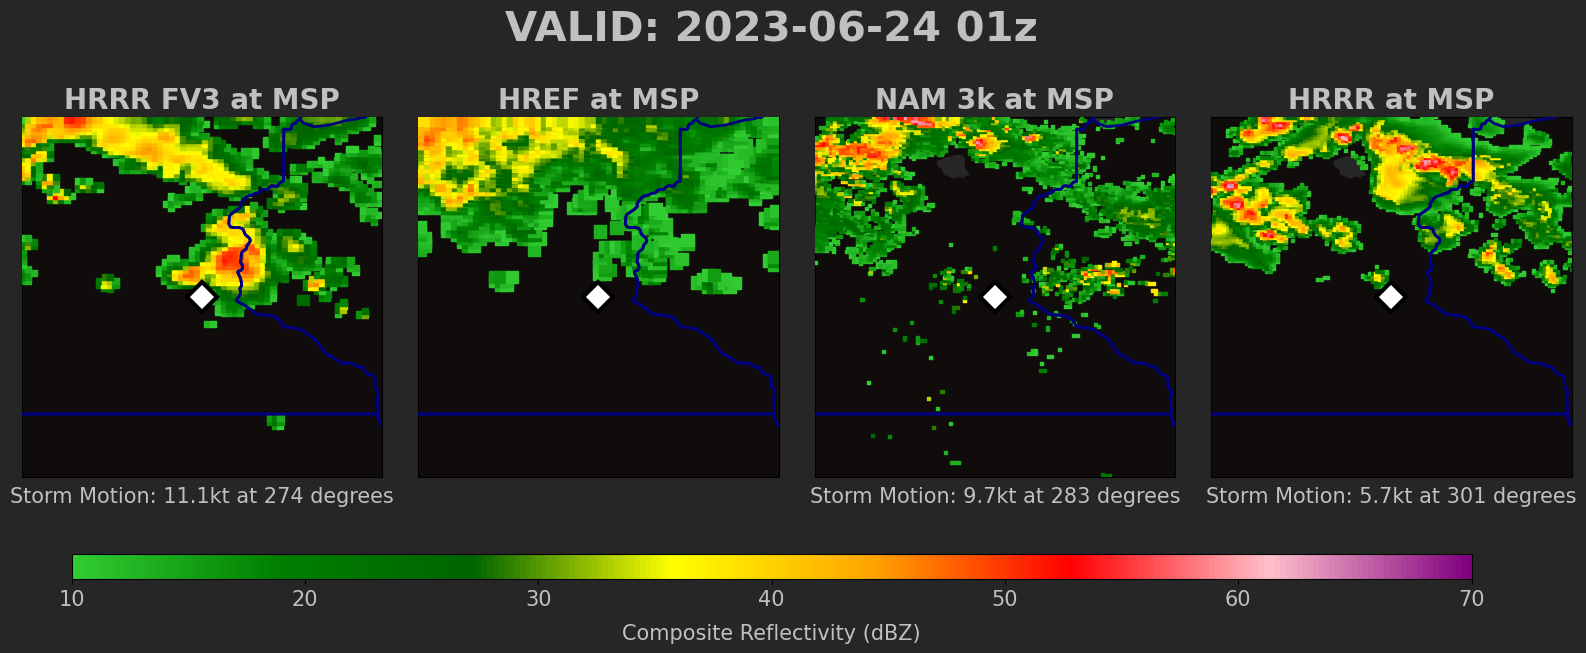 VALID: 2023-06-24 01z
HRRR FV3 at MSP
HREF at MSP
NAM 3k at MSP
HRRR at MSP
Storm Motion: 11.1kt at 274 degrees
Storm Motion: 9.7kt at 283 degrees
Storm Motion: 5.7kt at 301 degrees
10 20 30 40 50 60 70
Composite Reflectivity (dBZ)